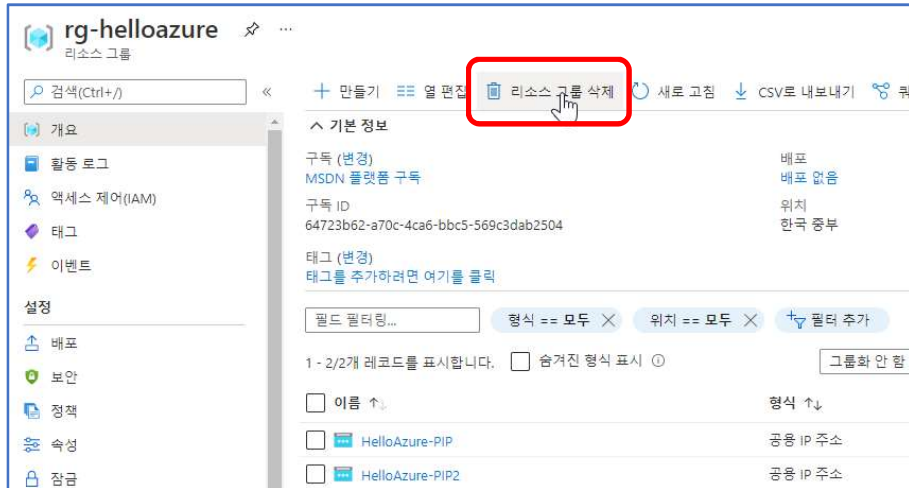 rg-helloazure ...
리소스 그룹
검색(Ctrl+/) «
만들기 열 편집 리소스 그룹 삭제 새로 고침 CSV로 내보내기
개요
활동 로그
액세스 제어(IAM)
태그
이벤트
설정
배포
보안
정책
속성
잠금
기본 정보
구독 (변경)
MSDN 플랫폼 구독
구독 ID
64723b62-a70c-4ca6-bbc5-569c3dab2504
태그 (변경)
태그를 추가하려면 여기를 클릭
배포
배포 없음
위치
한국 중부
필드 필터링... 형식 == 모두 위치 == 모두 필터 추가
1 - 2/2개 레코드를 표시합니다. 숨겨진 형식 표시 그룹화 안 함
이름 ↑↓ 형식 ↑↓
HelloAzure-PIP 공용 IP 주소
HelloAzure-PIP2 공용 IP 주소